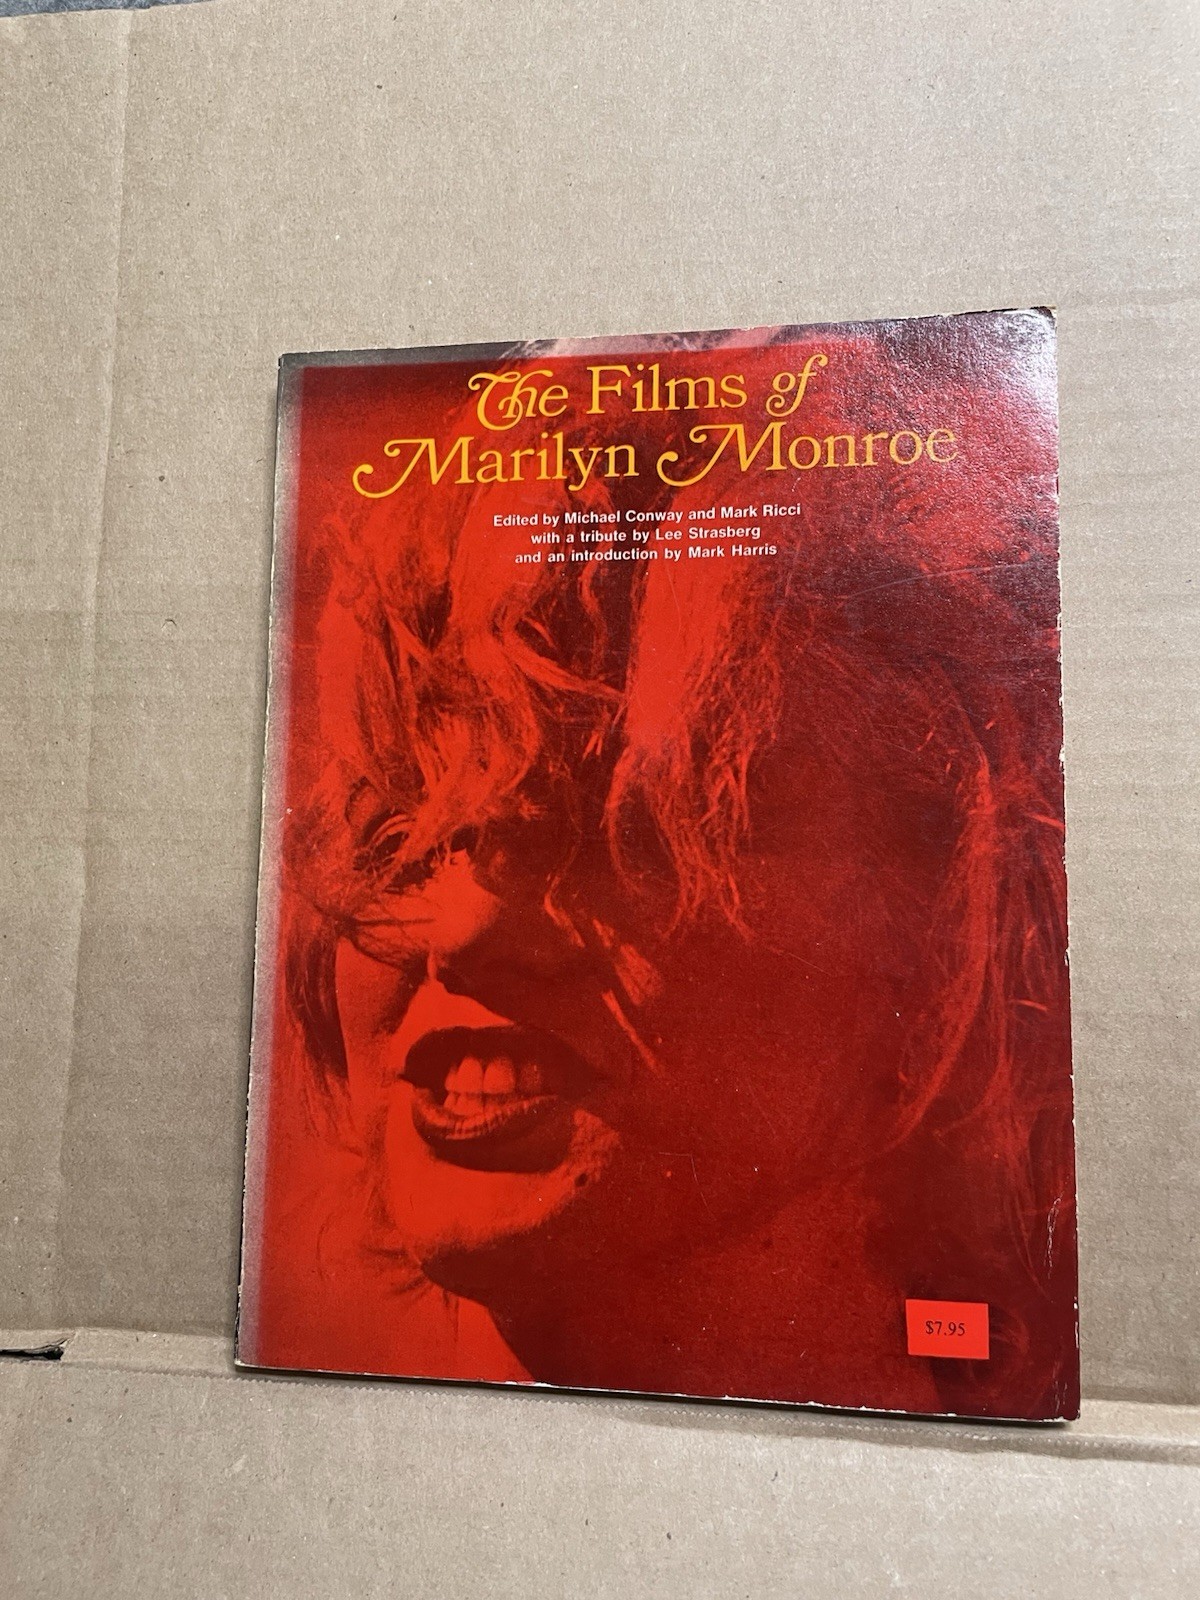 The Films of
Marilyn Monroe
Edited by Michael Conway and Mark Ricci
with a tribute by Lee Strasberg
and an introduction by Mark Harris
$7.95